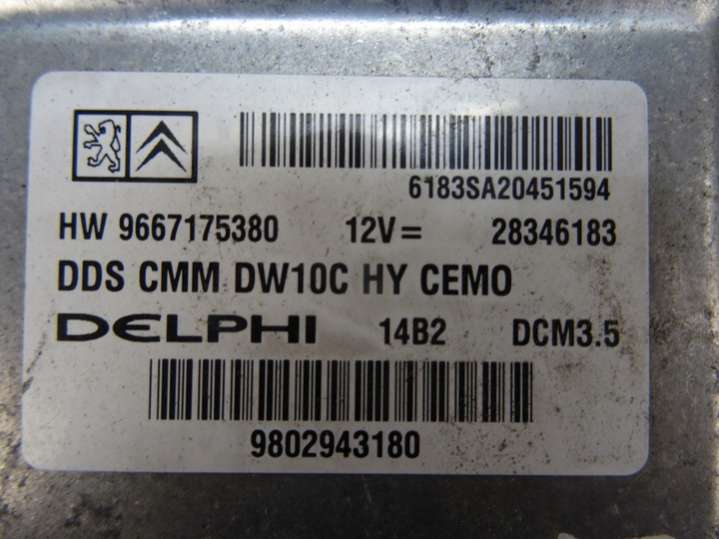 6183SA20451594
HW 9667175380 12V= 28346183
DDS CMM DW10C HY CEMO
DELPHI 14B2 DCM3.5
9802943180